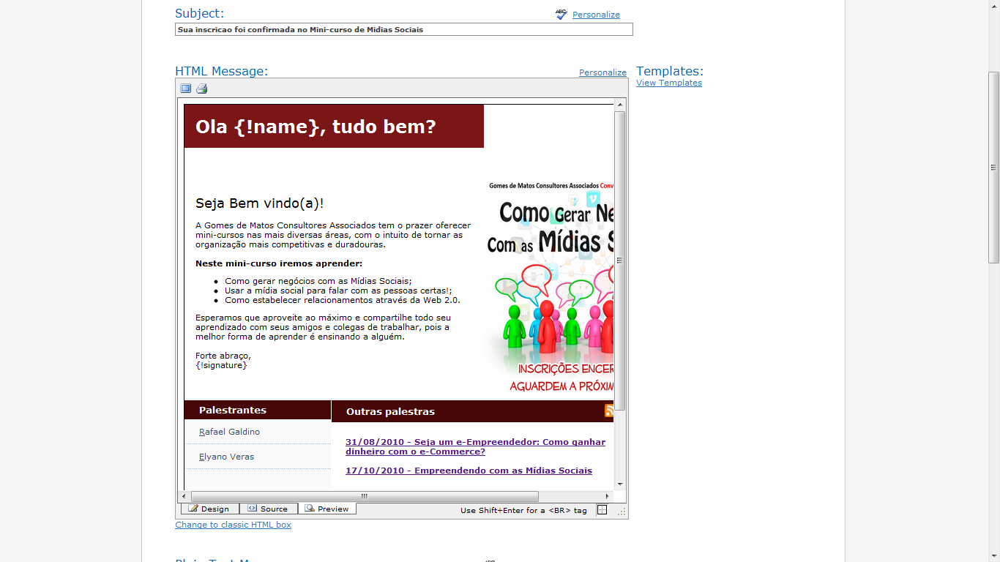 Subject:
ABC
Personalize
Sua inscricao foi confirmada no Mini-curso de Midias Sociais
HTML Message:
Personalize
Templates:
View Templates
Ola {!name}, tudo bem?
Gomes de Matos Consultores Associados Conv
Como Gerar Ne
Com as Mídias S
Seja Bem vindo(a)!
A Gomes de Matos Consultores Associados tem o prazer oferecer
mini-cursos nas mais diversas áreas, com o intuito de tornar as
organização mais competitivas e duradouras.
Neste mini-curso iremos aprender:
Como gerar negócios com as Mídias Sociais;
Usar a mídia social para falar com as pessoas certas!;
Como estabelecer relacionamentos através da Web 2.0.
Esperamos que aproveite ao máximo e compartilhe todo seu
aprendizado com seus amigos e colegas de trabalhar, pois a
melhor forma de aprender é ensinando a alguém.
Forte abraço,
{!signature}
INSCRIÇÕES ENCER
AGUARDEM A PRÓXIM
Palestrantes
Rafael Galdino
Elyano Veras
Outras palestras
31/08/2010 - Seja um e-Empreendedor: Como ganhar
dinheiro com o e-Commerce?
17/10/2010 - Empreendendo com as Mídias Sociais
Design
Source
Preview
Use Shift+Enter for a <BR> tag
Change to classic HTML box